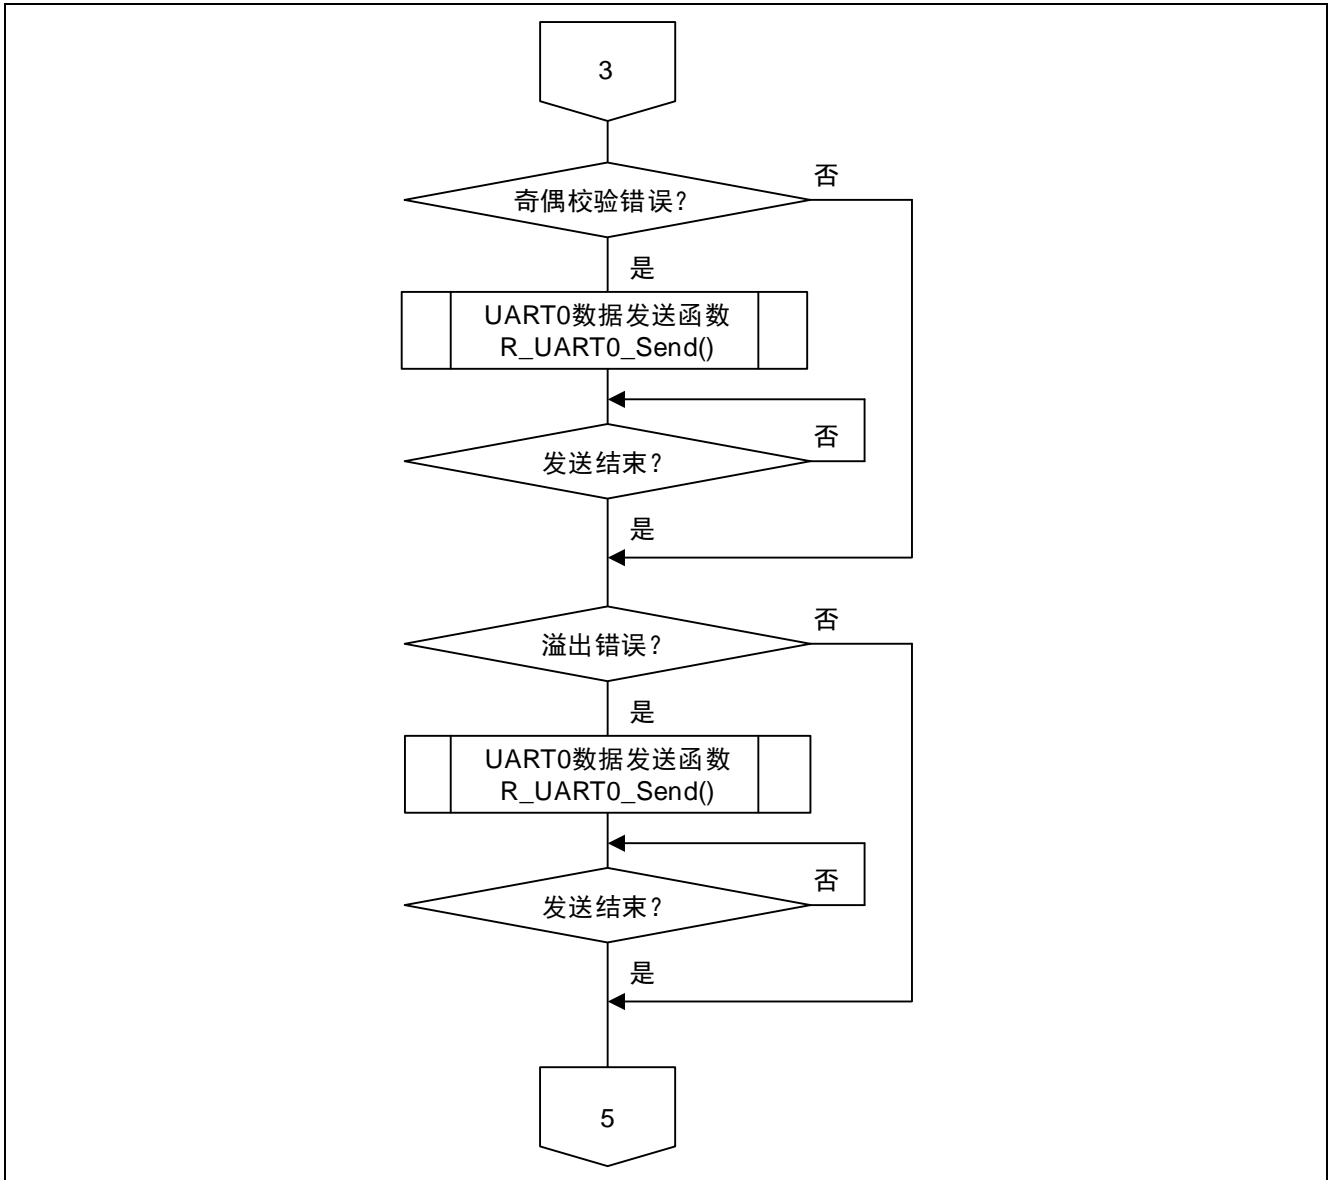 3
奇偶校验错误?
否
是
UART0数据发送函数
R_UART0_Send()
否
发送结束?
是
否
溢出错误?
是
UART0数据发送函数
R_UART0_Send()
否
发送结束?
是
5